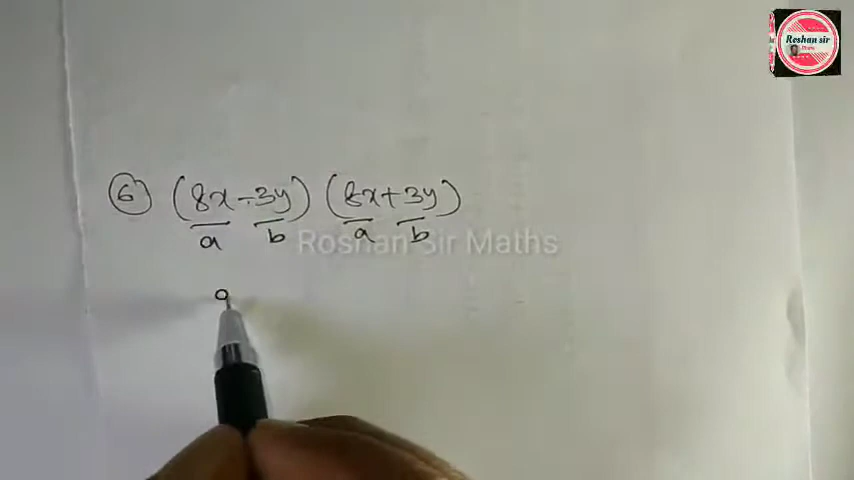 Roshan sir
⑥ (8x - 3y) (8x + 3y)
a b a b
Roshan Sir Maths